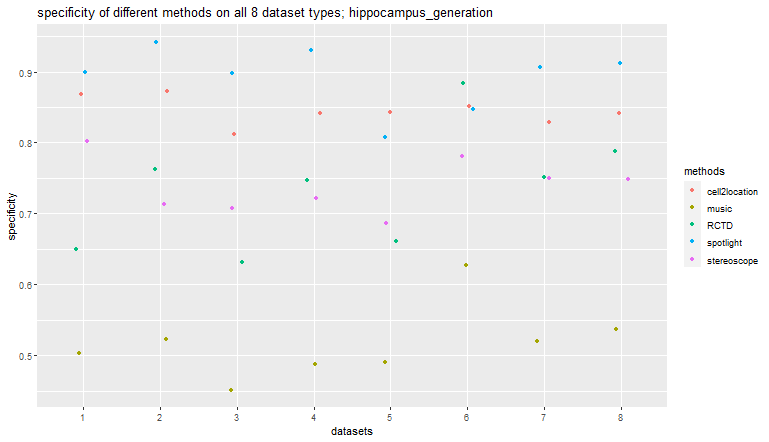 specificity of different methods on all 8 dataset types; hippocampus_generation
specificity
0.9
0.8
0.7
0.6
0.5
1 2 3 4 5 6 7 8
datasets
methods
cell2location
music
RCTD
spotlight
stereoscope